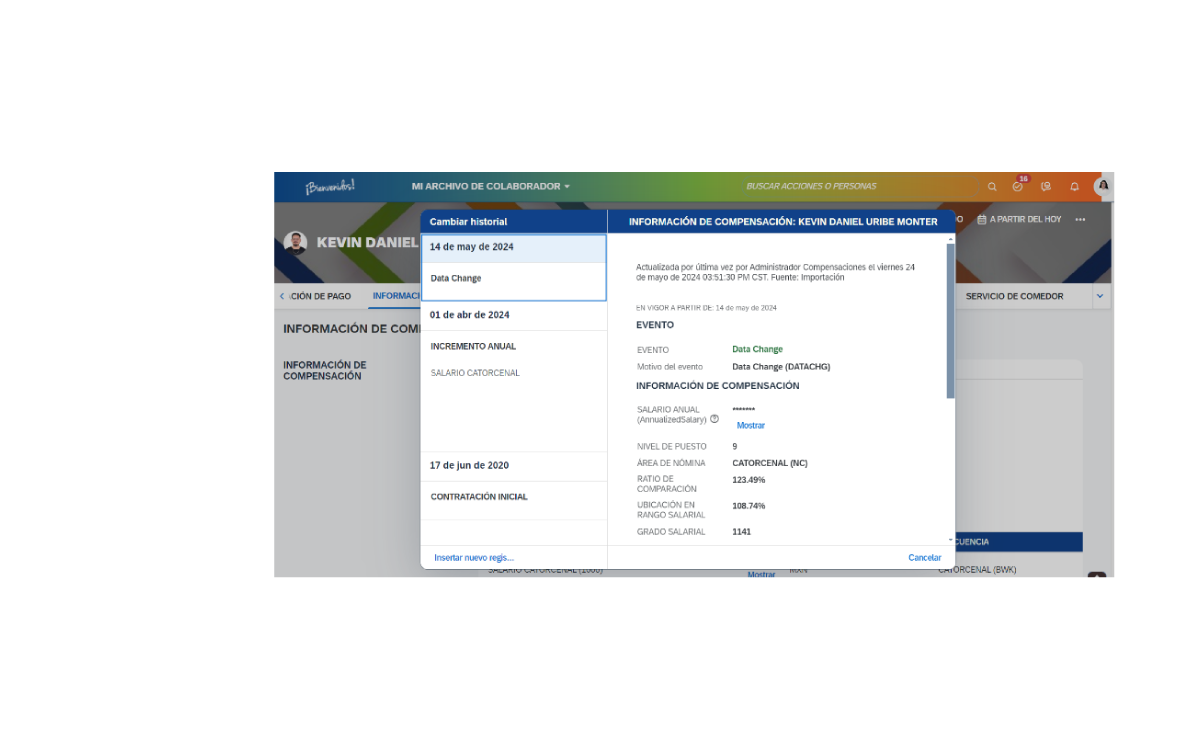 ¡Bienvenidos!
MI ARCHIVO DE COLABORADOR
BUSCAR ACCIONES O PERSONAS
16
KEVIN DANIEL
A PARTIR DEL HOY
CIÓN DE PAGO
INFORMACI
SERVICIO DE COMEDOR
INFORMACIÓN DE COM
INFORMACIÓN DE
COMPENSACIÓN
Cambiar historial
14 de may de 2024
Data Change
01 de abr de 2024
INCREMENTO ANUAL
SALARIO CATORCENAL
17 de jun de 2020
CONTRATACIÓN INICIAL
Insertar nuevo regis...
INFORMACIÓN DE COMPENSACIÓN: KEVIN DANIEL URIBE MONTER
Actualizada por última vez por Administrador Compensaciones el viernes 24
de mayo de 2024 03:51:30 PM CST. Fuente: Importación
EN VIGOR A PARTIR DE: 14 de may de 2024
EVENTO
EVENTO Data Change
Motivo del evento Data Change (DATACHG)
INFORMACIÓN DE COMPENSACIÓN
SALARIO ANUAL
(AnnualizedSalary) *******
Mostrar
NIVEL DE PUESTO 9
ÁREA DE NÓMINA CATORCENAL (NC)
RATIO DE
COMPARACIÓN 123.49%
UBICACIÓN EN
RANGO SALARIAL 108.74%
GRADO SALARIAL 1141
Cancelar
CUENCIA
Mostrar
MXN
CATORCENAL (BWK)